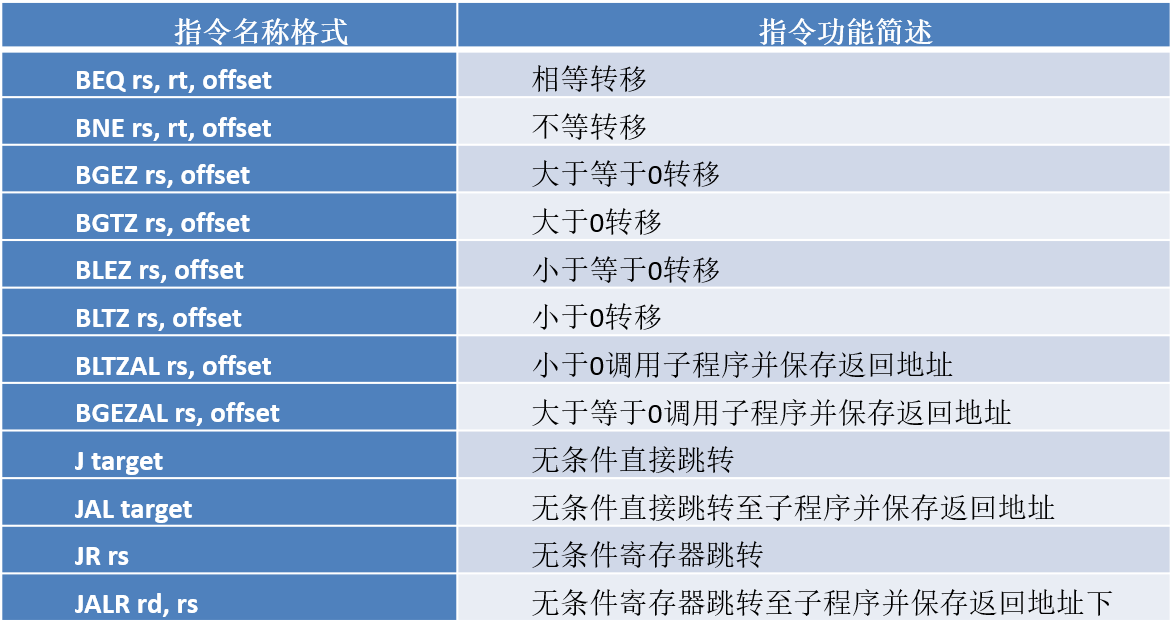 指令名称格式 指令功能简述
BEQ rs, rt, offset 相等转移
BNE rs, rt, offset 不等转移
BGEZ rs, offset 大于等于0转移
BGTZ rs, offset 大于0转移
BLEZ rs, offset 小于等于0转移
BLTZ rs, offset 小于0转移
BLTZAL rs, offset 小于0调用子程序并保存返回地址
BGEZAL rs, offset 大于等于0调用子程序并保存返回地址
J target 无条件直接跳转
JAL target 无条件直接跳转至子程序并保存返回地址
JR rs 无条件寄存器跳转
JALR rd, rs 无条件寄存器跳转至子程序并保存返回地址下